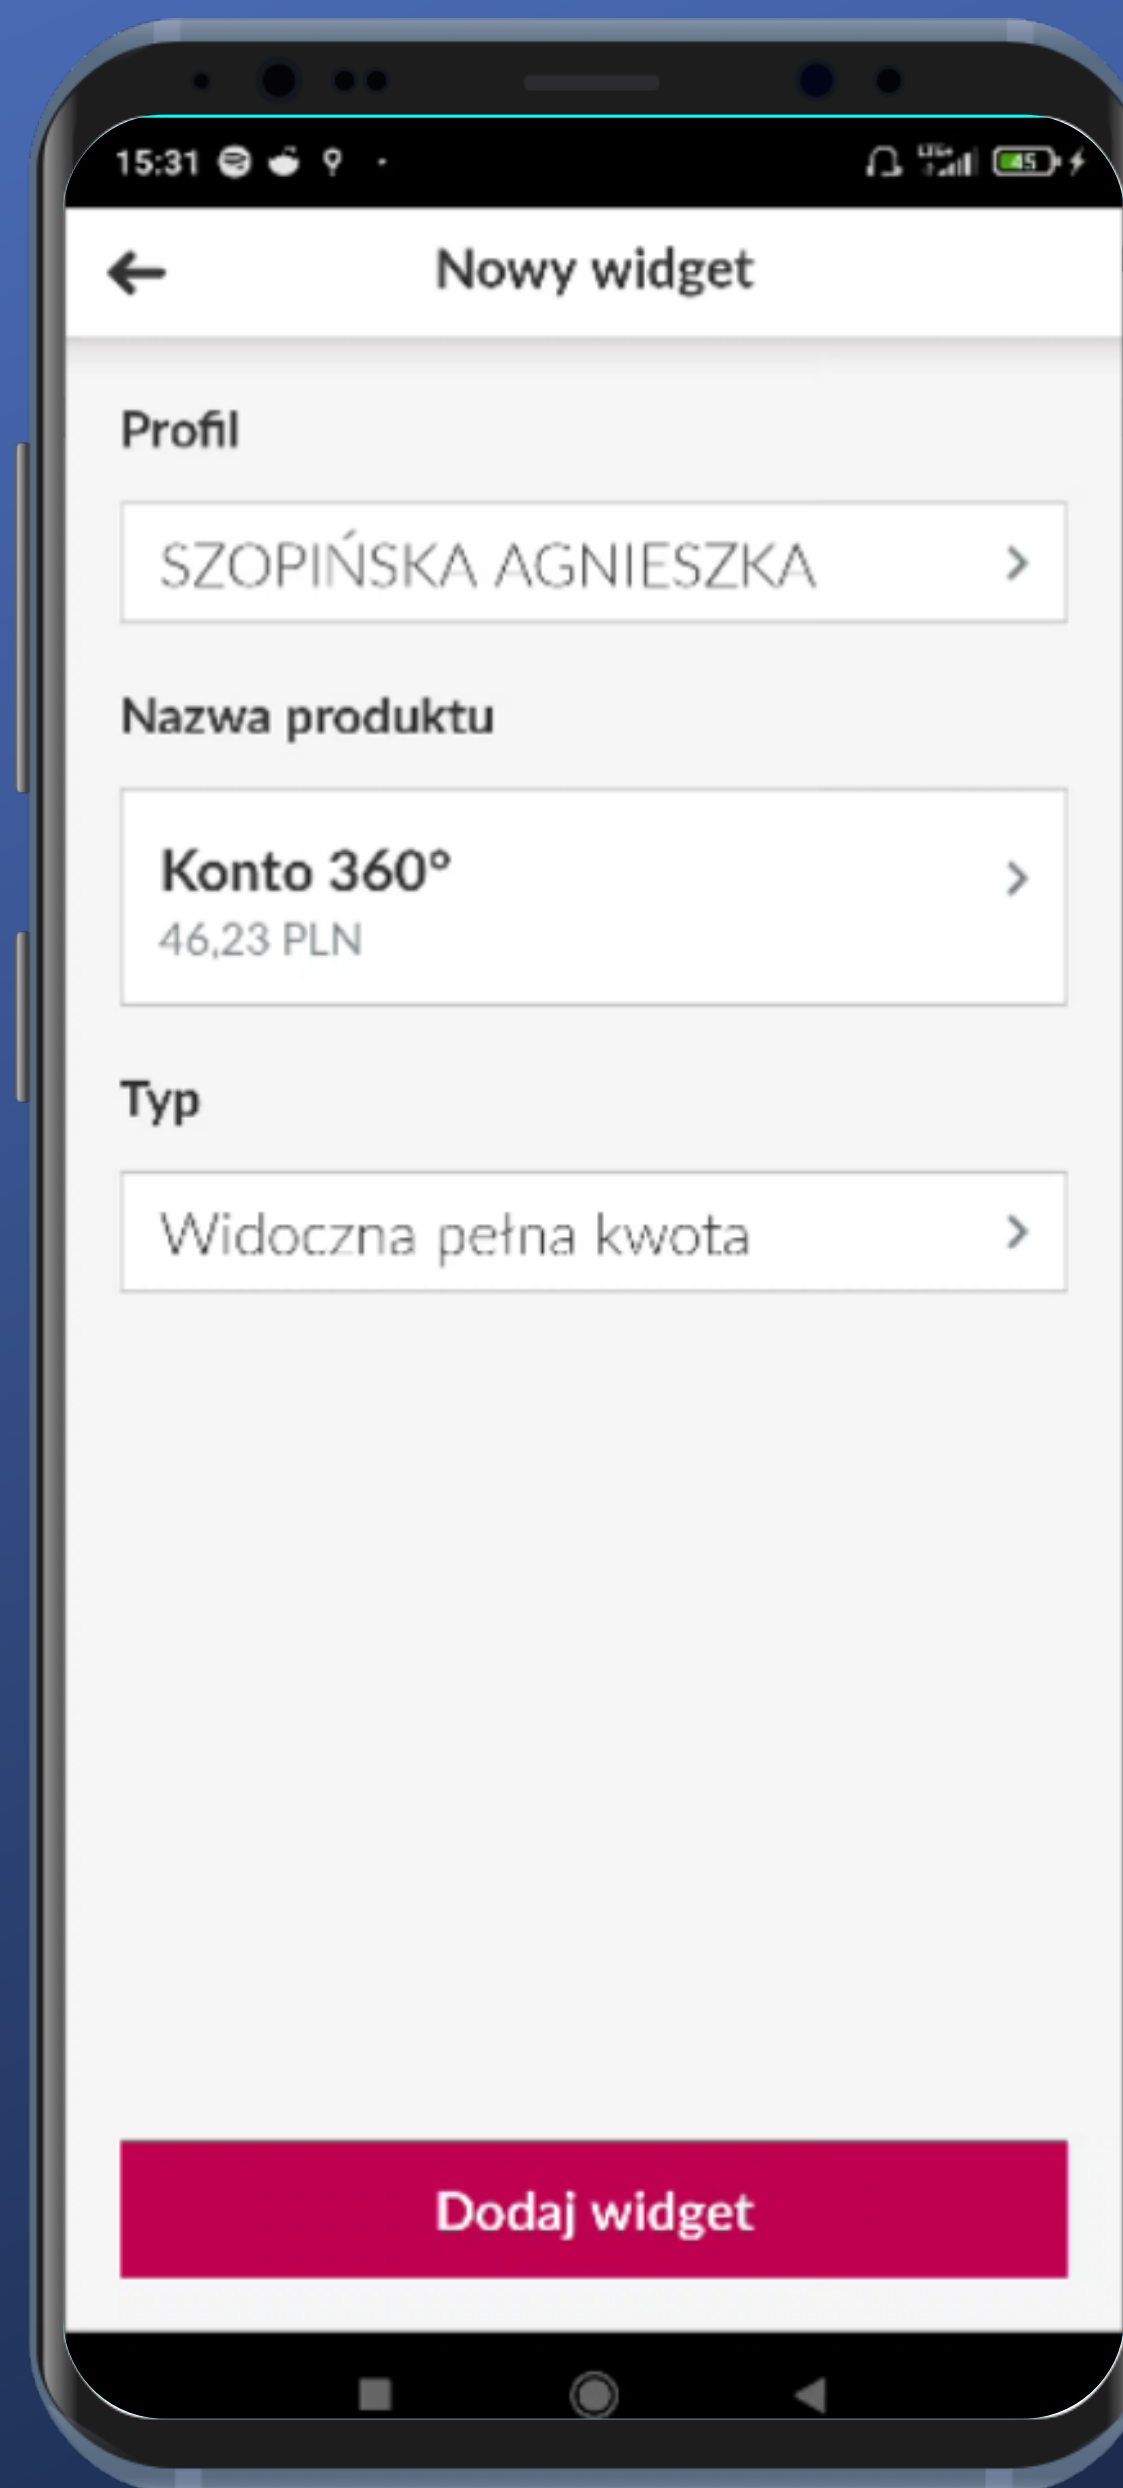 15:31
45
Nowy widget
Profil
SZOPIŃSKA AGNIESZKA
Nazwa produktu
Konto 360°
46,23 PLN
Typ
Widoczna pełna kwota
Dodaj widget